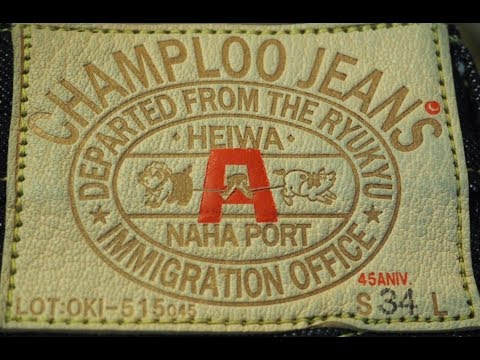 CHAMPLOO JEANS
DEPARTED FROM THE RYUKYU
HEIWA
A
NAHA PORT
★ IMMIGRATION OFFICE ★
45ANIV.
LOT:OKI-515045
S 34 L